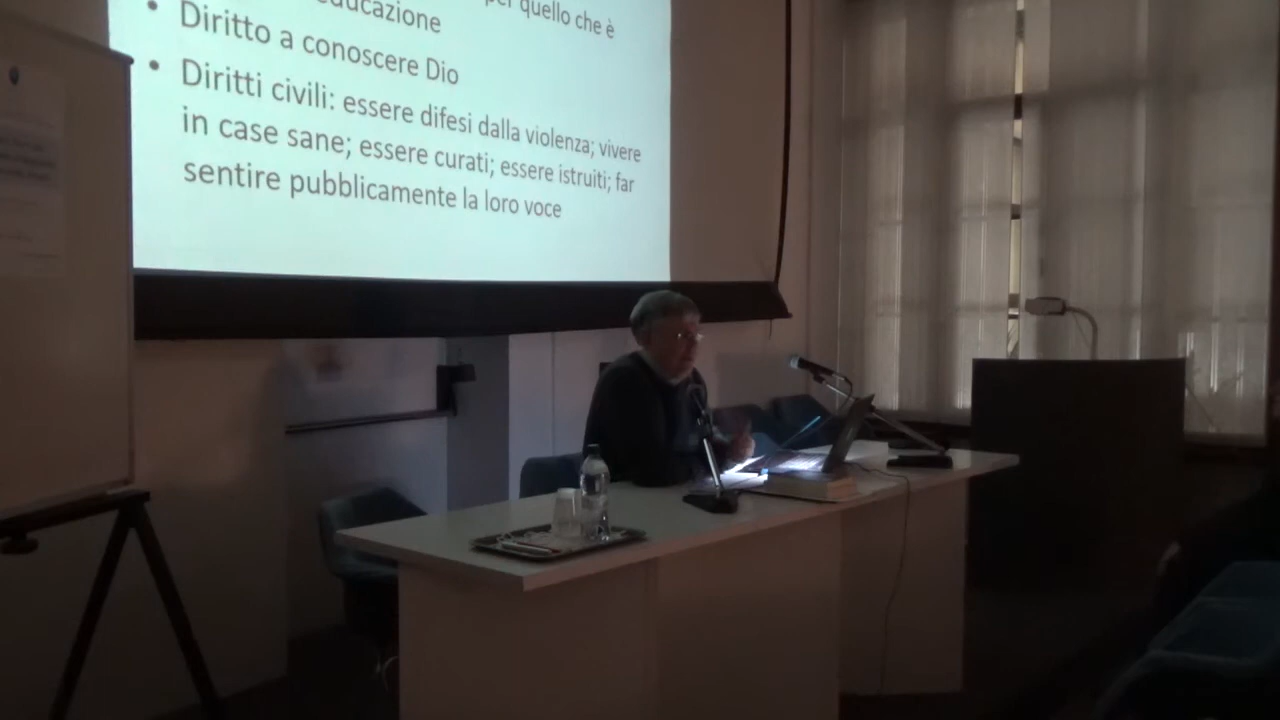 per quello che è
educazione
• Diritto a conoscere Dio
• Diritti civili: essere difesi dalla violenza; vivere
in case sane; essere curati; essere istruiti; far
sentire pubblicamente la loro voce